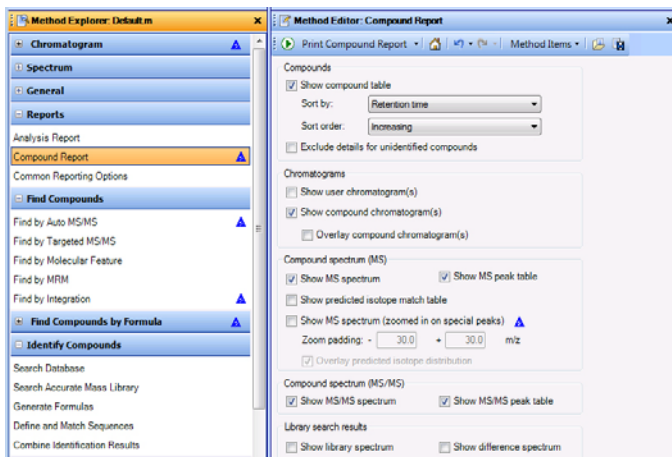 Method Explorer: Default.m
Chromatogram
Spectrum
General
Reports
Analysis Report
Compound Report
Common Reporting Options
Find Compounds
Find by Auto MS/MS
Find by Targeted MS/MS
Find by Molecular Feature
Find by MRM
Find by Integration
Find Compounds by Formula
Identify Compounds
Search Database
Search Accurate Mass Library
Generate Formulas
Define and Match Sequences
Combine Identification Results
Method Editor: Compound Report
Print Compound Report Method Items
Compounds
Show compound table
Sort by: Retention time
Sort order: Increasing
Exclude details for unidentified compounds
Chromatograms
Show user chromatogram(s)
Show compound chromatogram(s)
Overlay compound chromatogram(s)
Compound spectrum (MS)
Show MS spectrum Show MS peak table
Show predicted isotope match table
Show MS spectrum (zoomed in on special peaks)
Zoom padding: - 30.0 + 30.0 m/z
Overlay predicted isotope distribution
Compound spectrum (MS/MS)
Show MS/MS spectrum Show MS/MS peak table
Library search results
Show library spectrum Show difference spectrum